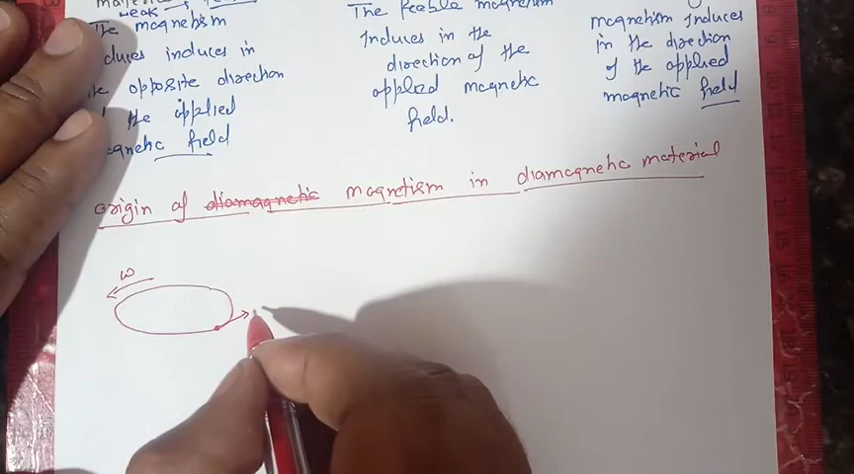 weak
The magnetism
induces in
opposite direction
the applied
field
The feeble magnetism
Induces in the
direction of the
applied magnetic
field.
magnetism Induces
in the direction
of the applied
magnetic field
origin of diamagnetic magnetism in diamagnetic material
ω